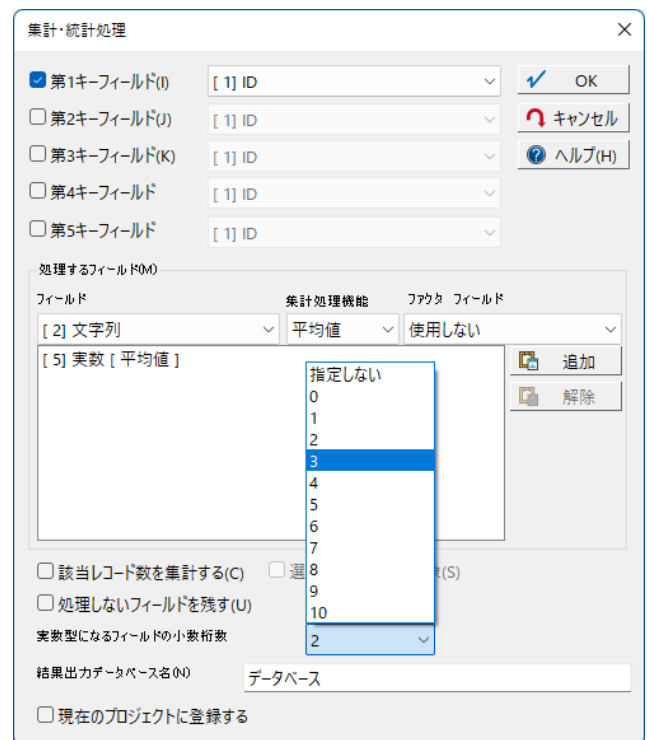 集計・統計処理
第1キーフィールド(I) [ 1] ID OK
第2キーフィールド(J) [ 1] ID キャンセル
第3キーフィールド(K) [ 1] ID ヘルプ(H)
第4キーフィールド [ 1] ID
第5キーフィールド [ 1] ID
処理するフィールド(M)
フィールド 集計処理機能 ファクタ フィールド
[ 2] 文字列 平均値 使用しない
[ 5] 実数 [ 平均値 ] 追加
解除
指定しない
0
1
2
3
4
5
6
7
8
9
10
該当レコード数を集計する(C) 選 (S)
処理しないフィールドを残す(U)
実数型になるフィールドの小数桁数 2
結果出力データベース名(N) データベース
現在のプロジェクトに登録する